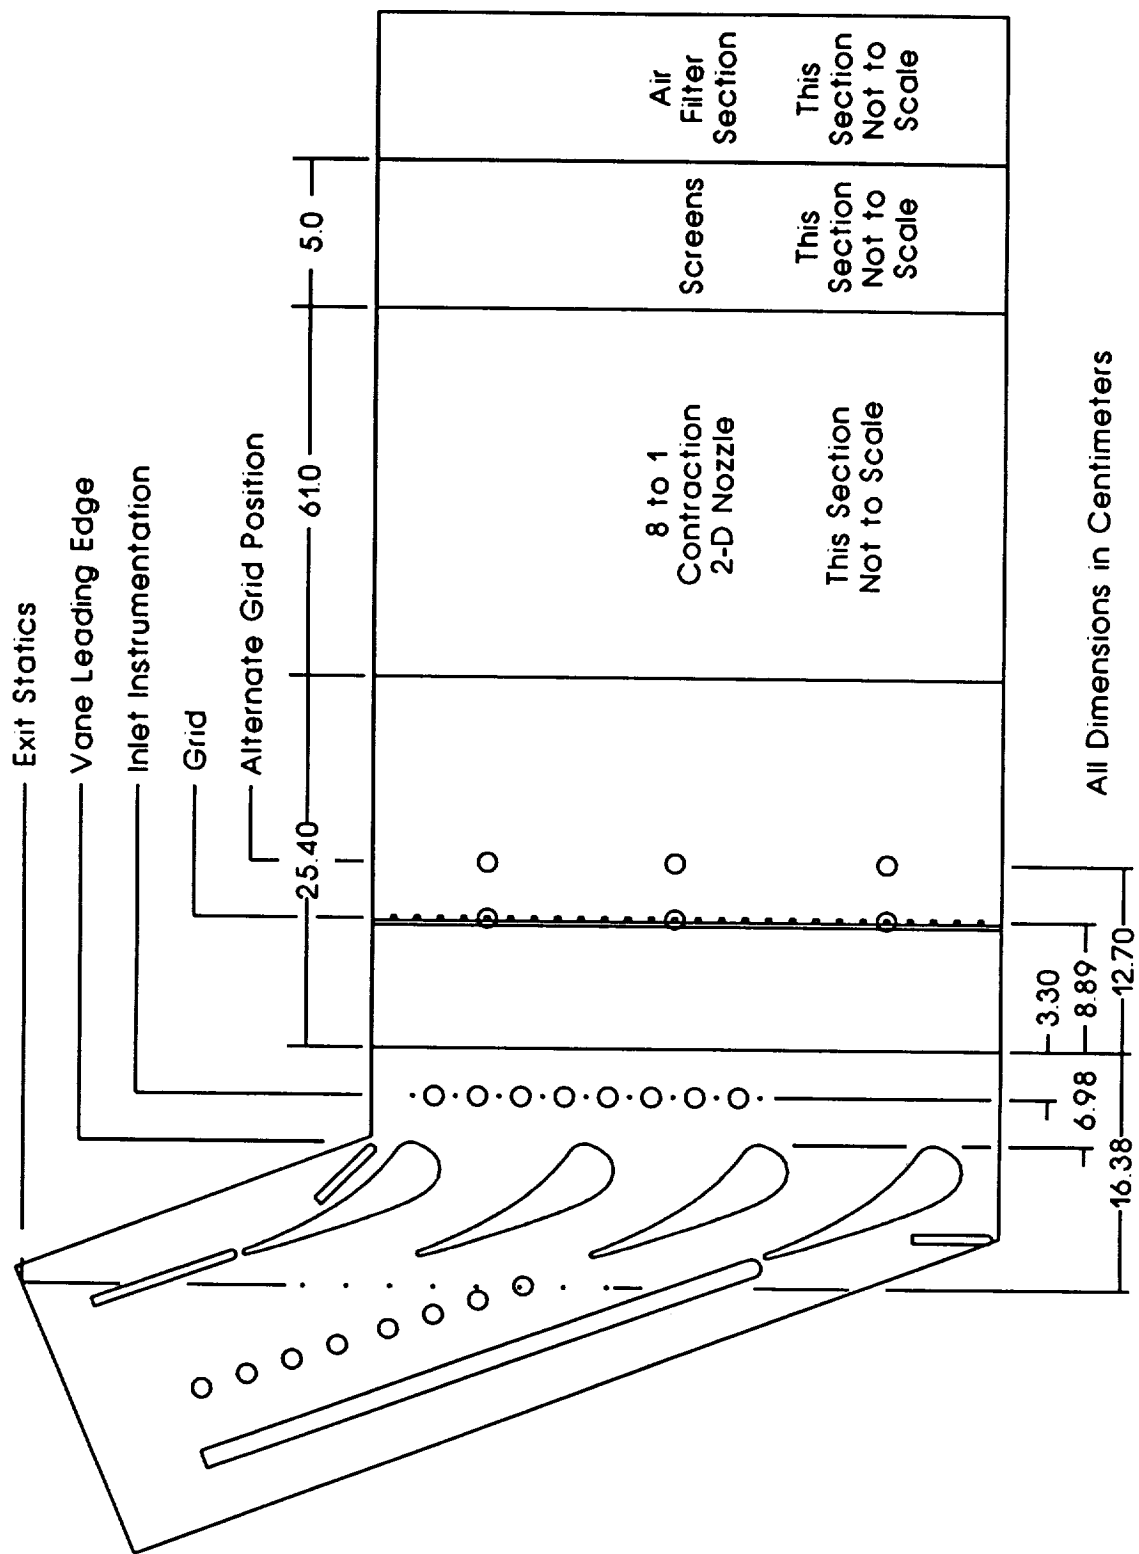 Exit Statics
Vane Leading Edge
Inlet Instrumentation
Grid
Alternate Grid Position
25.40
61.0
5.0
8 to 1
Contraction
2-D Nozzle
This Section
Not to Scale
Screens
This
Section
Not to
Scale
Air
Filter
Section
This
Section
Not to
Scale
3.30
6.98
8.89
16.38
12.70
All Dimensions in Centimeters